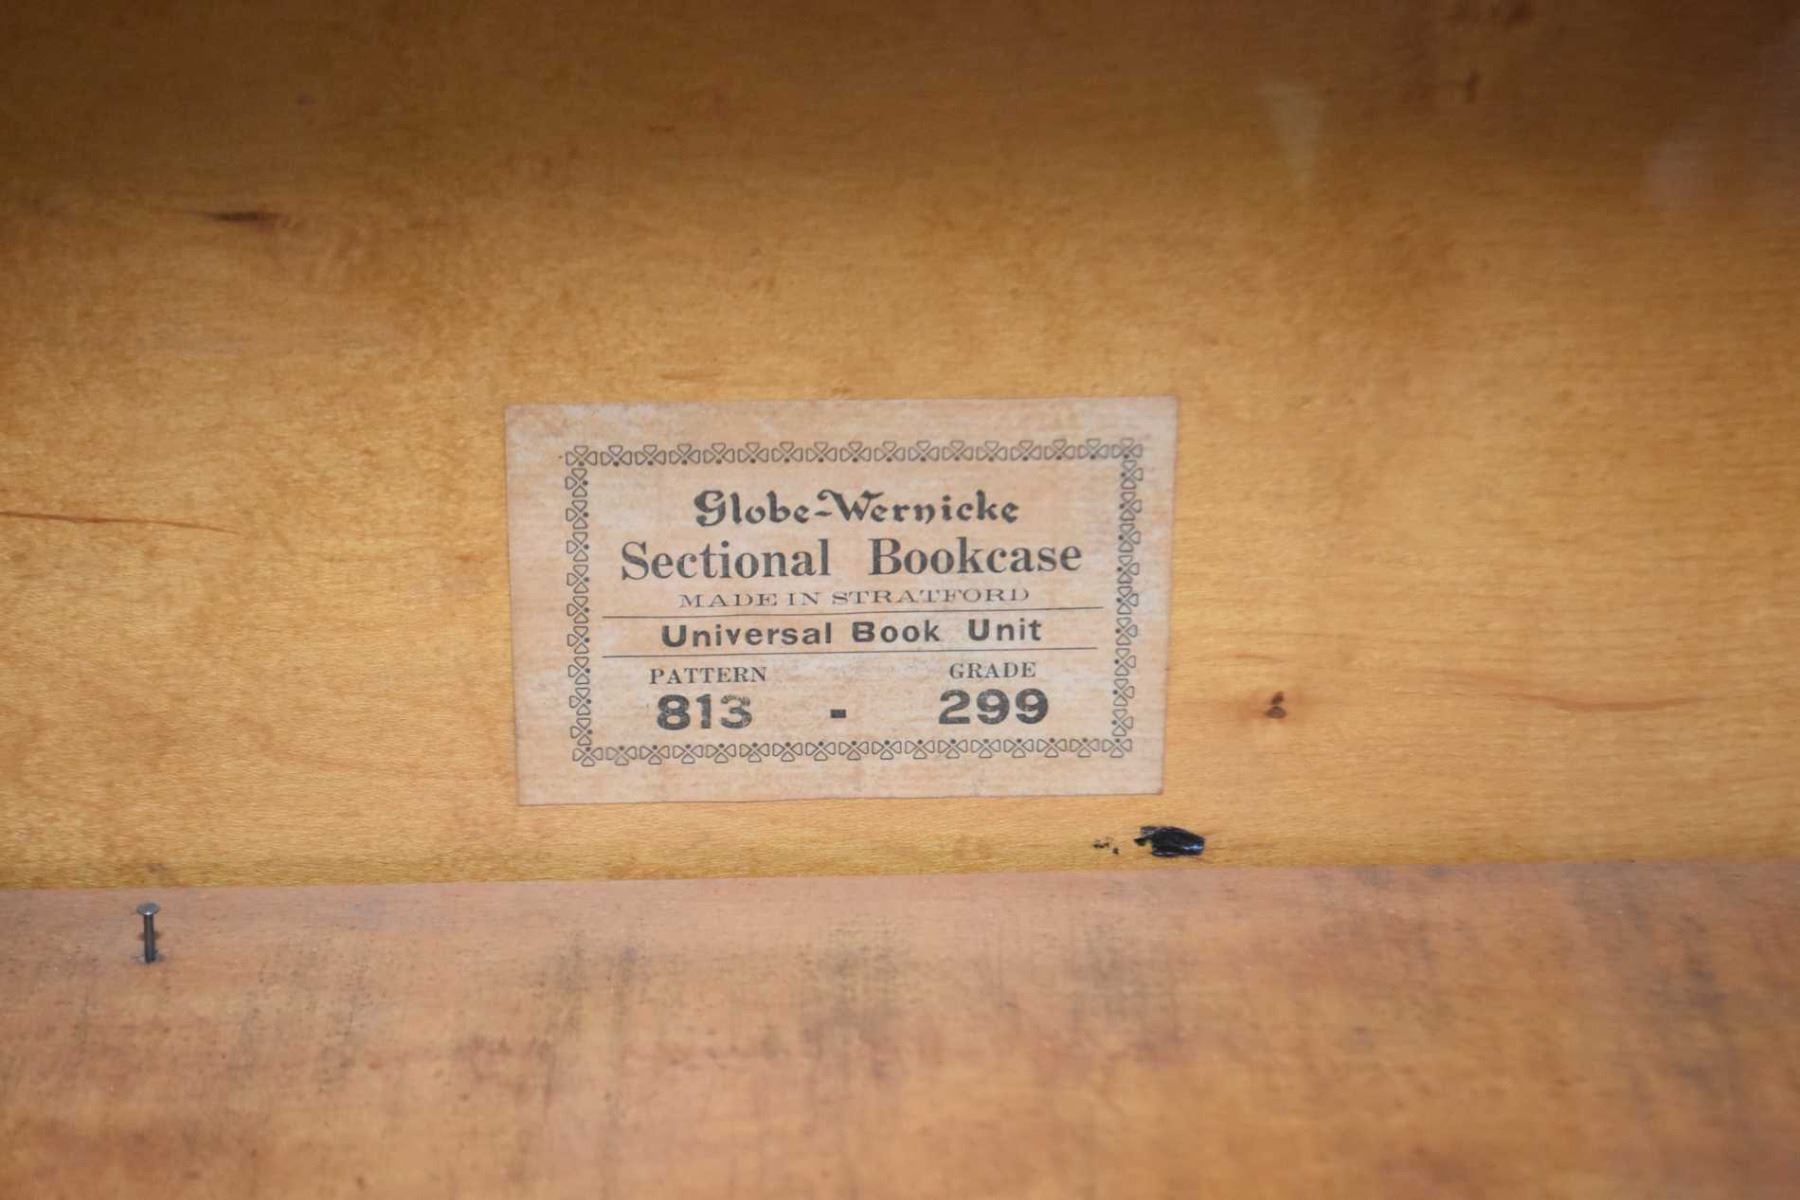 Globe-Wernicke
Sectional Bookcase
MADE IN STRATFORD
Universal Book Unit
PATTERN GRADE
813 - 299